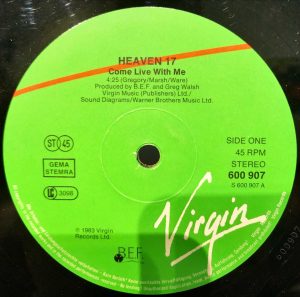 HEAVEN 17
Come Live With Me
4:25 (Gregory/Marsh/Ware)
Produced by B.E.F. and Greg Walsh
Virgin Music (Publishers) Ltd./
Sound Diagrams/Warner Brothers Music Ltd.
ST 45
GEMA
STEMRA
LC 3098
SIDE ONE
45 RPM
STEREO
600 907
S 600 907 A
℗ 1983 Virgin
Records Ltd.
B.E.F.
Virgin